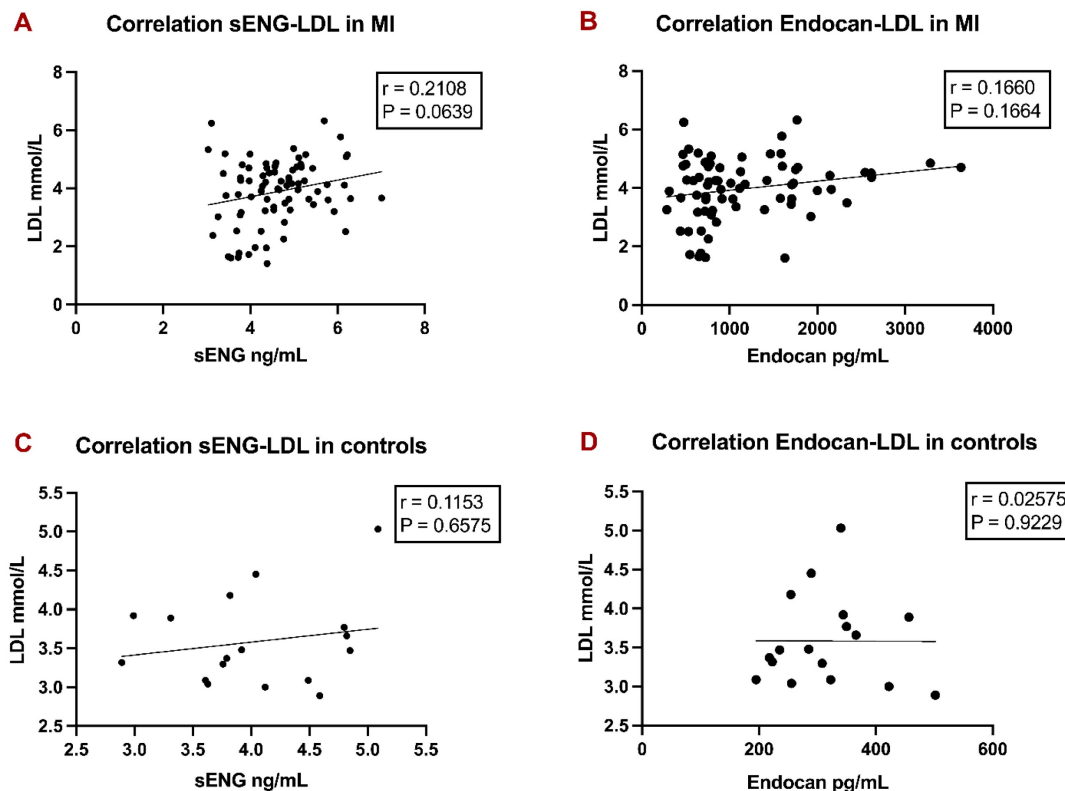 A Correlation sENG-LDL in MI
r = 0.2108
P = 0.0639
LDL mmol/L
8
6
4
2
0
0 2 4 6 8
sENG ng/mL
B Correlation Endocan-LDL in MI
r = 0.1660
P = 0.1664
LDL mmol/L
8
6
4
2
0
0 1000 2000 3000 4000
Endocan pg/mL
C Correlation sENG-LDL in controls
r = 0.1153
P = 0.6575
LDL mmol/L
5.5
5.0
4.5
4.0
3.5
3.0
2.5
2.5 3.0 3.5 4.0 4.5 5.0 5.5
sENG ng/mL
D Correlation Endocan-LDL in controls
r = 0.02575
P = 0.9229
LDL mmol/L
5.5
5.0
4.5
4.0
3.5
3.0
2.5
0 200 400 600
Endocan pg/mL